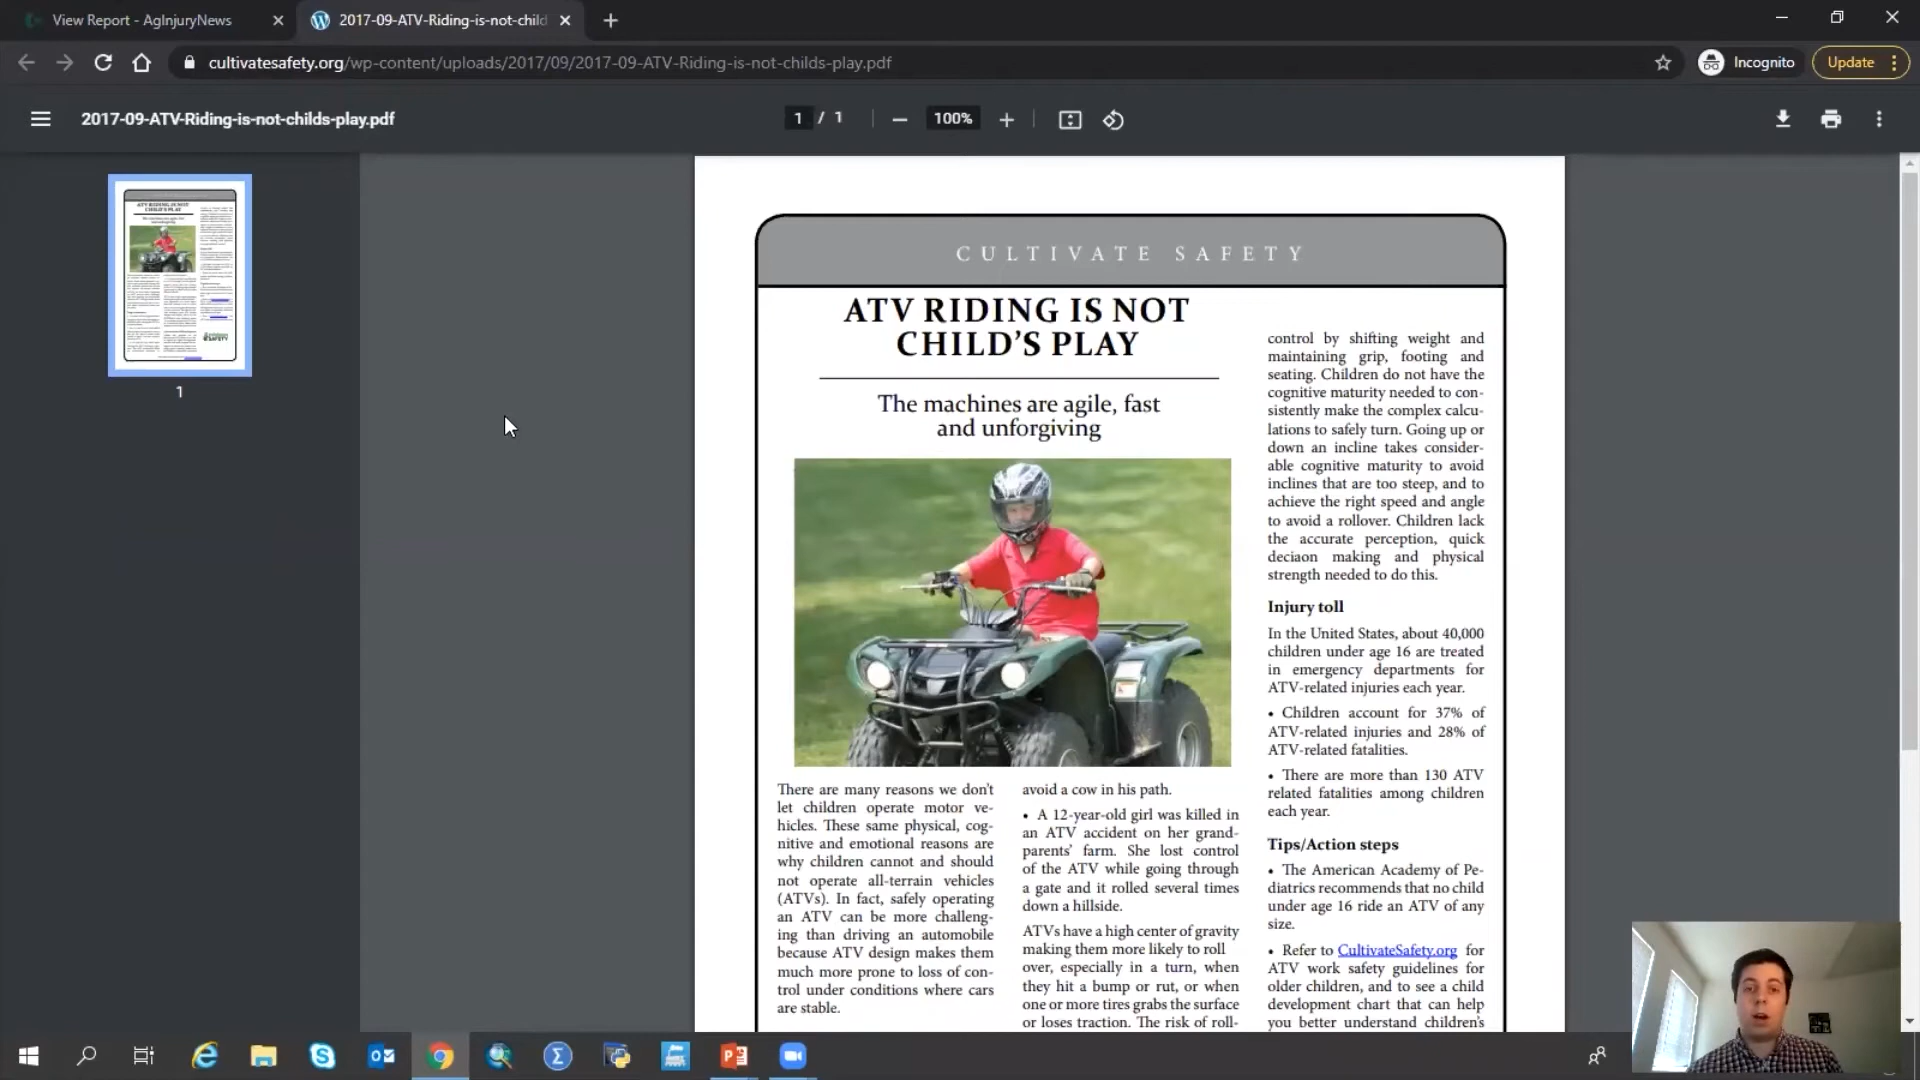 View Report - AgInjuryNews
2017-09-ATV-Riding-is-not-child
cultivatesafety.org/wp-content/uploads/2017/09/2017-09-ATV-Riding-is-not-childs-play.pdf
Incognito
Update
2017-09-ATV-Riding-is-not-childs-play.pdf
1 / 1
100%
ATV RIDING IS NOT
CHILD'S PLAY
1
CULTIVATE SAFETY
ATV RIDING IS NOT
CHILD'S PLAY
The machines are agile, fast
and unforgiving
There are many reasons we don't
let children operate motor ve-
hicles. These same physical, cog-
nitive and emotional reasons are
why children cannot and should
not operate all-terrain vehicles
(ATVs). In fact, safely operating
an ATV can be more challeng-
ing than driving an automobile
because ATV design makes them
much more prone to loss of con-
trol under conditions where cars
are stable.
avoid a cow in his path.
• A 12-year-old girl was killed in
an ATV accident on her grand-
parents' farm. She lost control
of the ATV while going through
a gate and it rolled several times
down a hillside.
ATVs have a high center of gravity
making them more likely to roll
over, especially in a turn, when
they hit a bump or rut, or when
one or more tires grabs the surface
or loses traction. The risk of roll-
control by shifting weight and
maintaining grip, footing and
seating. Children do not have the
cognitive maturity needed to con-
sistently make the complex calcu-
lations to safely turn. Going up or
down an incline takes consider-
able cognitive maturity to avoid
inclines that are too steep, and to
achieve the right speed and angle
to avoid a rollover. Children lack
the accurate perception, quick
deciaon making and physical
strength needed to do this.
Injury toll
In the United States, about 40,000
children under age 16 are treated
in emergency departments for
ATV-related injuries each year.
• Children account for 37% of
ATV-related injuries and 28% of
ATV-related fatalities.
• There are more than 130 ATV
related fatalities among children
each year.
Tips/Action steps
• The American Academy of Pe-
diatrics recommends that no child
under age 16 ride an ATV of any
size.
• Refer to CultivateSafety.org for
ATV work safety guidelines for
older children, and to see a child
development chart that can help
you better understand children's